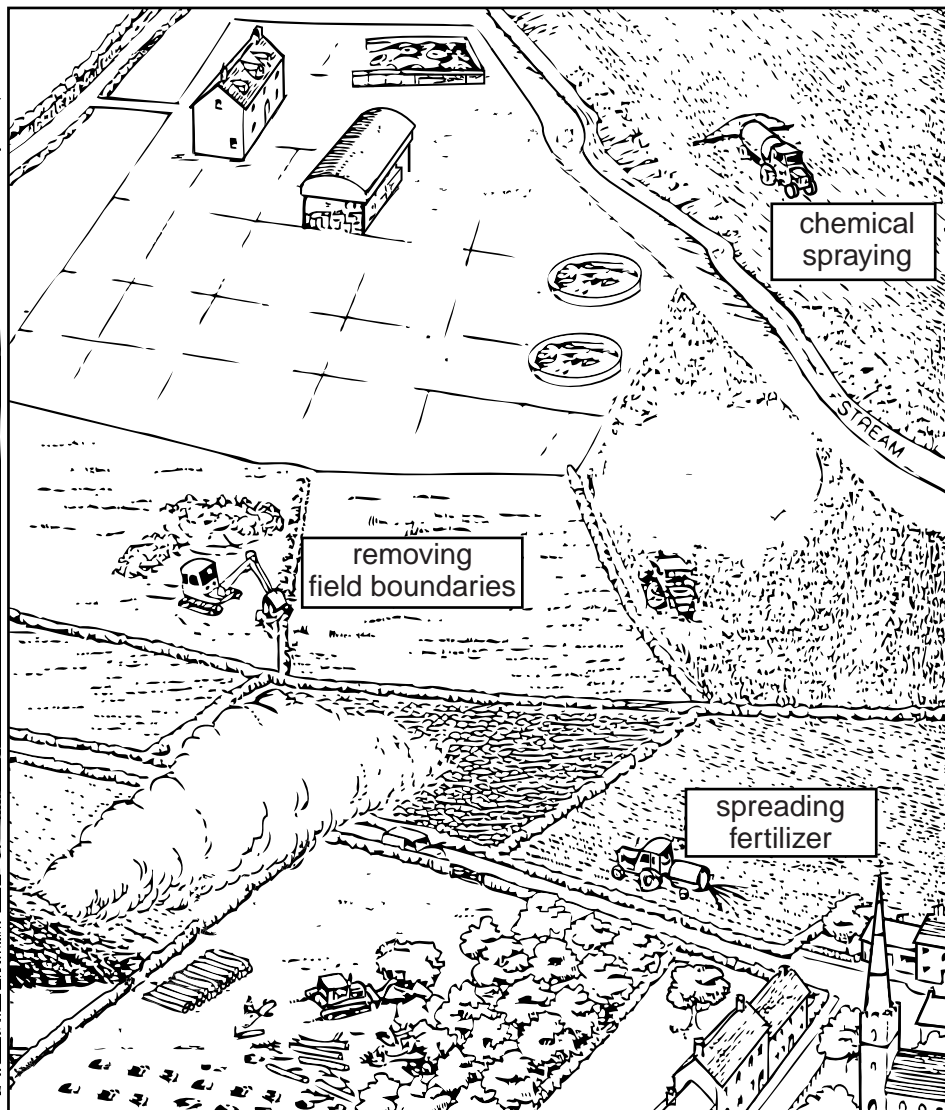 chemical
spraying
STREAM
removing
field boundaries
spreading
fertilizer